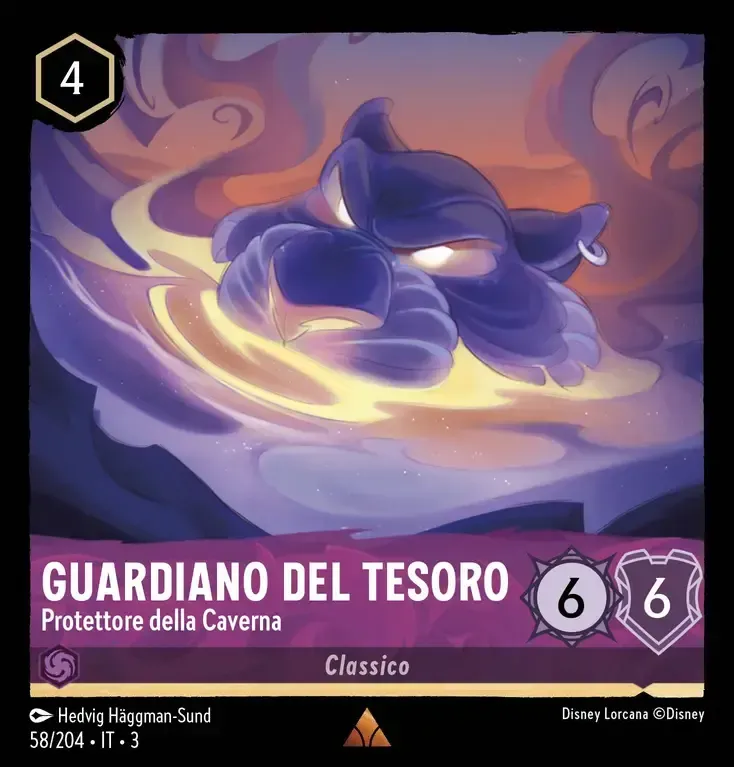 4
GUARDIANO DEL TESORO
Protettore della Caverna
6
6
Classico
Hedvig Häggman-Sund
Disney Lorcana ©Disney
58/204 • IT • 3